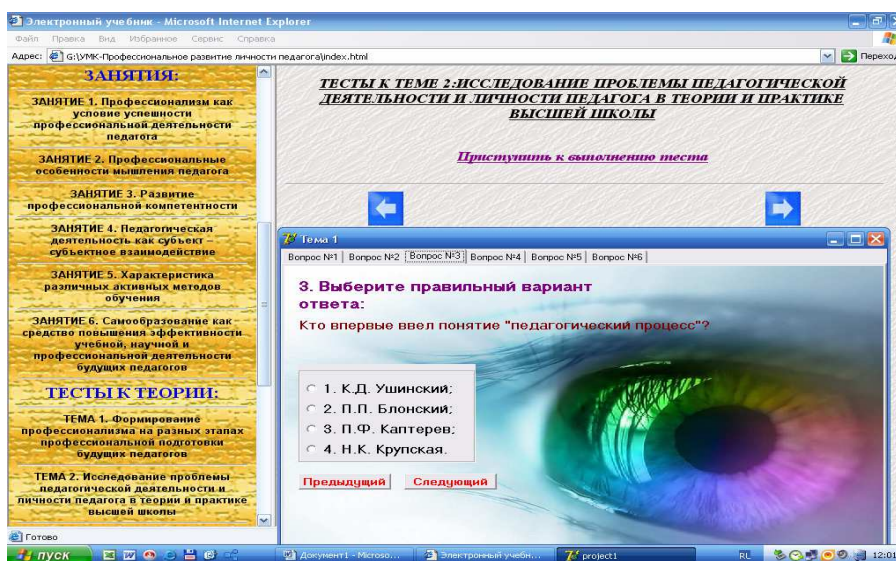 Электронный учебник - Microsoft Internet Explorer
Файл Правка Вид Избранное Сервис Справка
Адрес: G:\УМК-Профессиональное развитие личности педагога\index.html Переход
ЗАНЯТИЯ:
ЗАНЯТИЕ 1. Профессионализм как
условие успешности
профессиональной деятельности
педагога
ЗАНЯТИЕ 2. Профессиональные
особенности мышления педагога
ЗАНЯТИЕ 3. Развитие
профессиональной компетентности
ЗАНЯТИЕ 4. Педагогическая
деятельность как субъект -
субъектное взаимодействие
ЗАНЯТИЕ 5. Характеристика
различных активных методов
обучения
ЗАНЯТИЕ 6. Самообразование как
средство повышения эффективности
учебной, научной и
профессиональной деятельности
будущих педагогов
ТЕСТЫ К ТЕОРИИ:
ТЕМА 1. Формирование
профессионализма на разных этапах
профессиональной подготовки
будущих педагогов
ТЕМА 2. Исследование проблемы
педагогической деятельности и
личности педагога в теории и практике
высшей школы
ТЕСТЫ К ТЕМЕ 2:ИССЛЕДОВАНИЕ ПРОБЛЕМЫ ПЕДАГОГИЧЕСКОЙ
ДЕЯТЕЛЬНОСТИ И ЛИЧНОСТИ ПЕДАГОГА В ТЕОРИИ И ПРАКТИКЕ
ВЫСШЕЙ ШКОЛЫ
Приступить к выполнению теста
Тема 1
Вопрос №1 Вопрос №2 Вопрос №3 Вопрос №4 Вопрос №5 Вопрос №6
3. Выберите правильный вариант
ответа:
Кто впервые ввел понятие "педагогический процесс"?
1. К.Д. Ушинский;
2. П.П. Блонский;
3. П.Ф. Каптерев;
4. Н.К. Крупская.
Предыдущий Следующий
Готово
пуск Документ1 - Microso... Электронный учебн... project1 RL 12:01